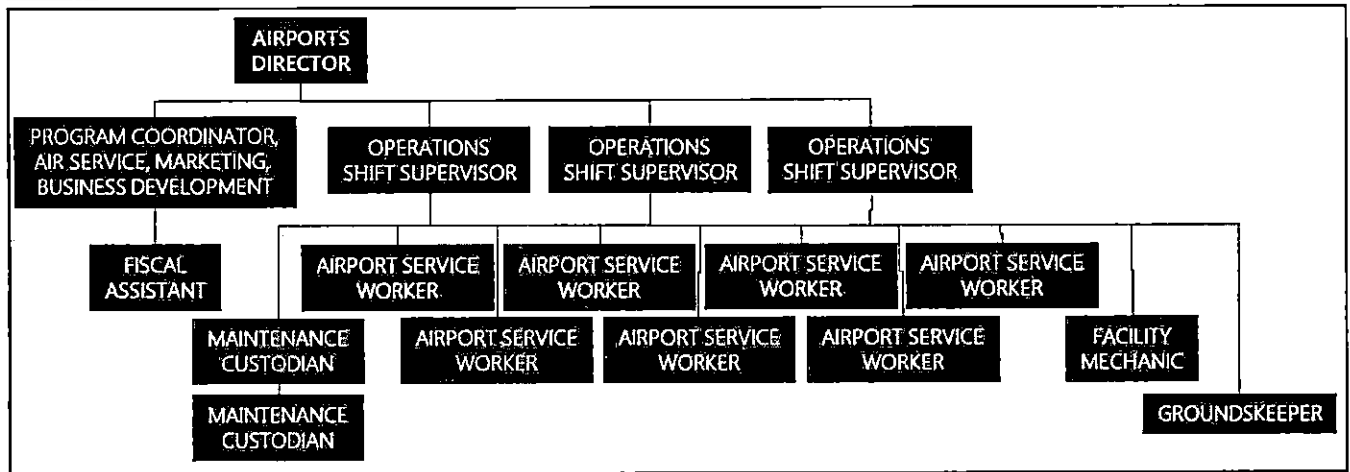 AIRPORTS
DIRECTOR
PROGRAM COORDINATOR,
AIR SERVICE, MARKETING,
BUSINESS DEVELOPMENT
OPERATIONS
SHIFT SUPERVISOR
OPERATIONS
SHIFT SUPERVISOR
OPERATIONS
SHIFT SUPERVISOR
FISCAL
ASSISTANT
AIRPORT SERVICE
WORKER
AIRPORT SERVICE
WORKER
AIRPORT SERVICE
WORKER
AIRPORT SERVICE
WORKER
MAINTENANCE
CUSTODIAN
AIRPORT SERVICE
WORKER
AIRPORT SERVICE
WORKER
AIRPORT SERVICE
WORKER
FACILITY
MECHANIC
MAINTENANCE
CUSTODIAN
GROUNDSKEEPER